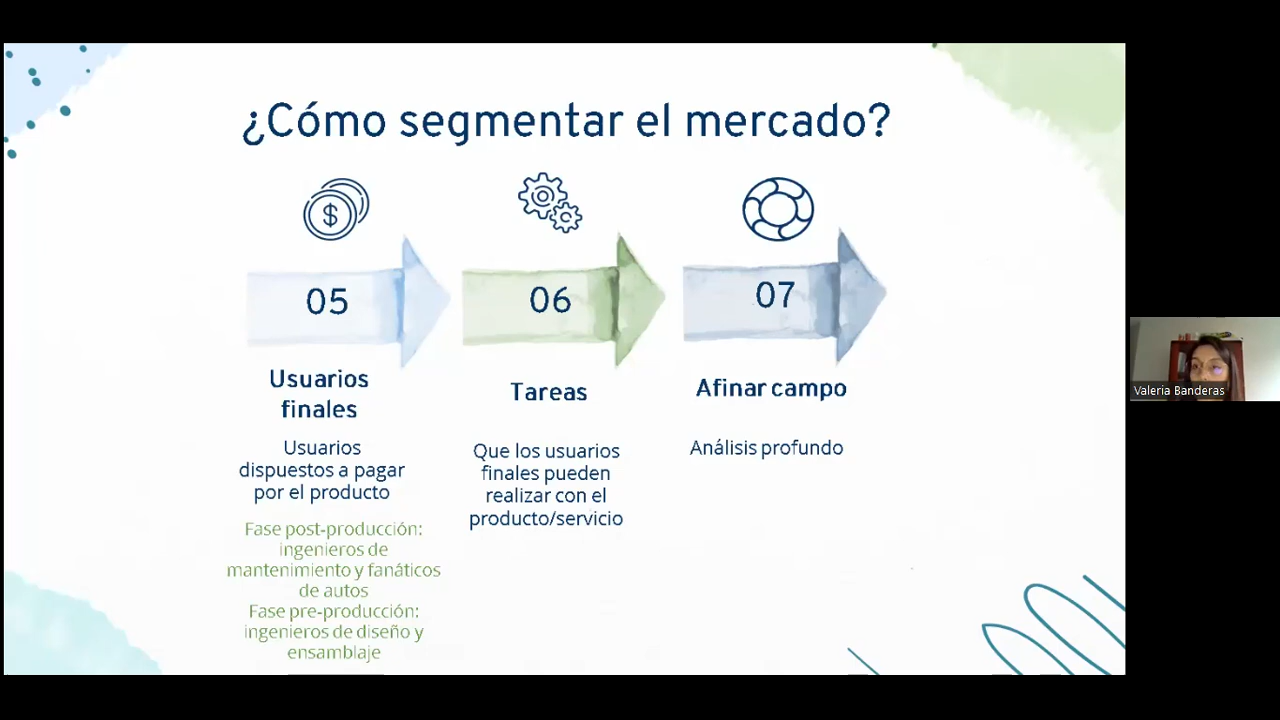 ¿Cómo segmentar el mercado?
$
05
06
07
Usuarios
finales
Usuarios
dispuestos a pagar
por el producto
Fase post-producción:
ingenieros de
mantenimiento y fanáticos
de autos
Fase pre-producción:
ingenieros de diseño y
ensamblaje
Tareas
Que los usuarios
finales pueden
realizar con el
producto/servicio
Afinar campo
Análisis profundo
Valeria Banderas